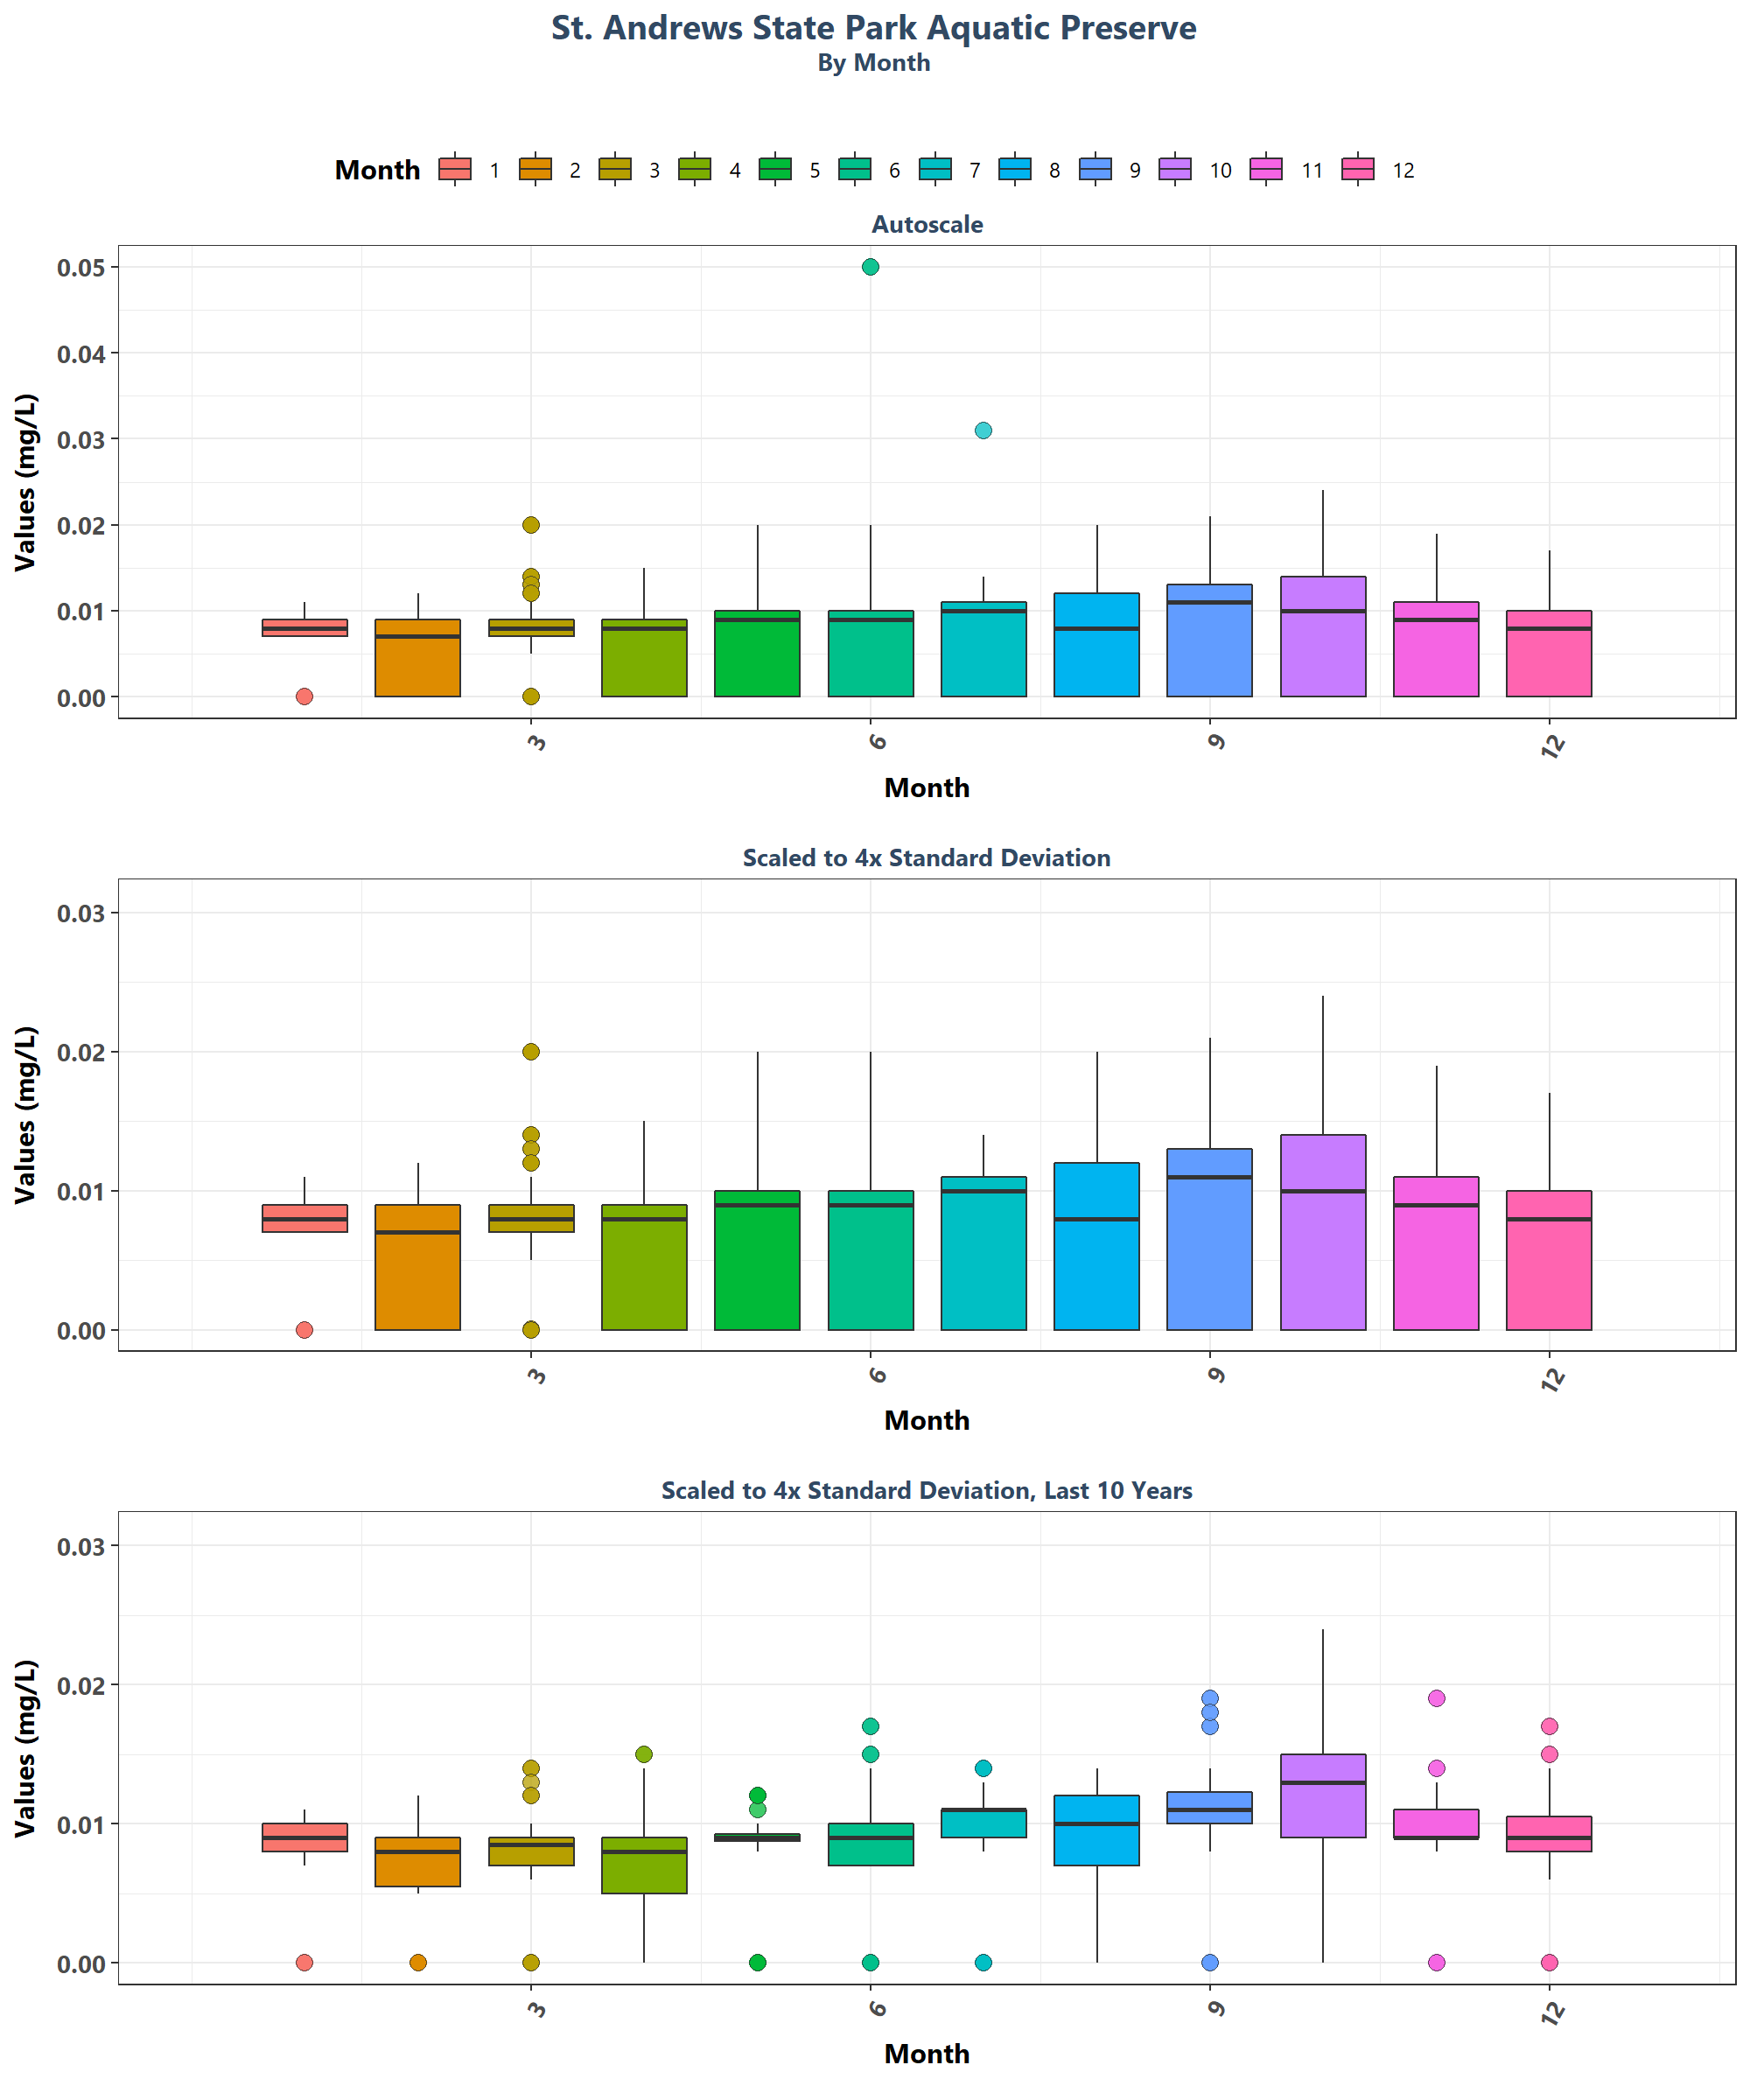 St. Andrews State Park Aquatic Preserve
By Month
Month 1 2 3 4 5 6 7 8 9 10 11 12
Autoscale
Values (mg/L)
0.05
0.04
0.03
0.02
0.01
0.00
3 6 9 12
Month
Scaled to 4x Standard Deviation
Values (mg/L)
0.03
0.02
0.01
0.00
3 6 9 12
Month
Scaled to 4x Standard Deviation, Last 10 Years
Values (mg/L)
0.03
0.02
0.01
0.00
3 6 9 12
Month